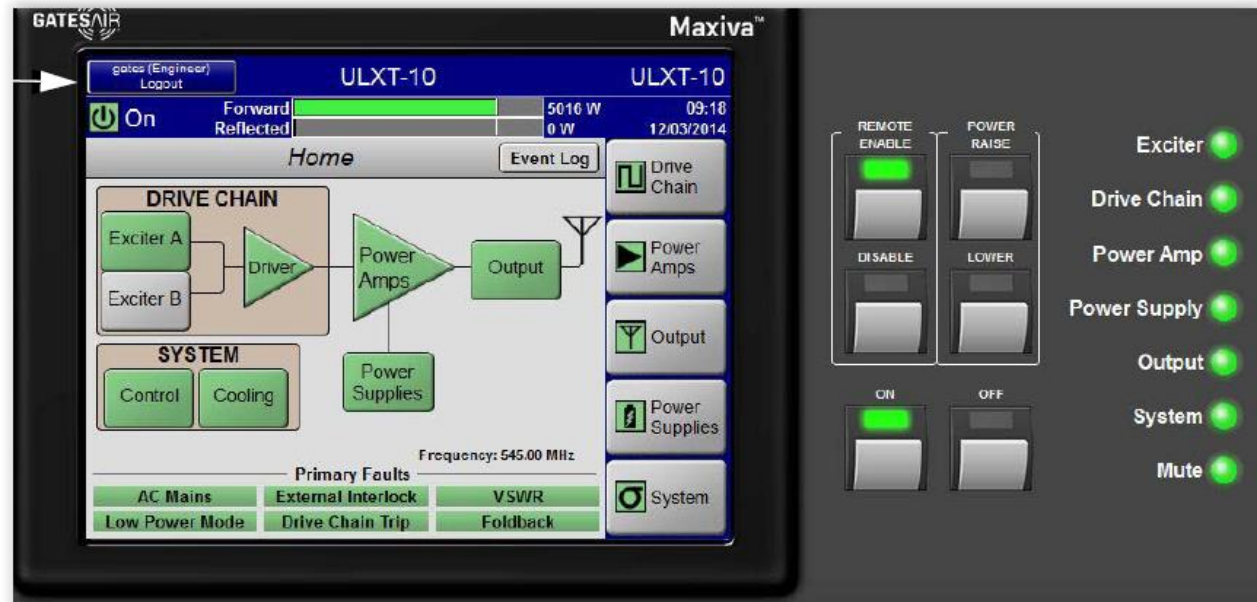 GATESAIR
Maxiva™
gates (Engineer)
Logout
ULXT-10
ULXT-10
On
Forward
5016 W
09:18
Reflected
0 W
12/03/2014
Home
Event Log
DRIVE CHAIN
Exciter A
Exciter B
Driver
Power
Amps
Output
SYSTEM
Control
Cooling
Power
Supplies
Frequency: 545.00 MHz
Primary Faults
AC Mains
External Interlock
VSWR
Low Power Mode
Drive Chain Trip
Foldback
Drive
Chain
Power
Amps
Output
Power
Supplies
System
REMOTE
ENABLE
POWER
RAISE
DISABLE
LOWER
ON
OFF
Exciter
Drive Chain
Power Amp
Power Supply
Output
System
Mute